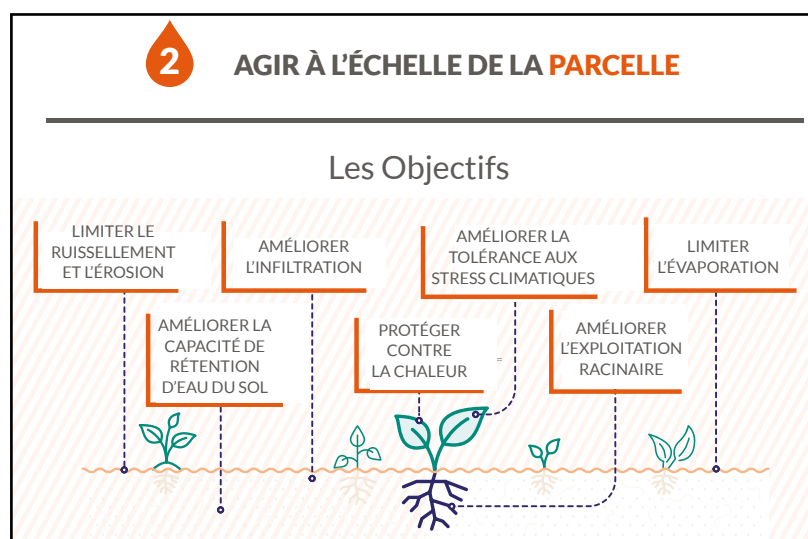 2
AGIR À L'ÉCHELLE DE LA PARCELLE
Les Objectifs
LIMITER LE
RUISSELLEMENT
ET L'ÉROSION
AMÉLIORER
L'INFILTRATION
AMÉLIORER LA
TOLÉRANCE AUX
STRESS CLIMATIQUES
LIMITER
L'ÉVAPORATION
AMÉLIORER LA
CAPACITÉ DE
RÉTENTION
D'EAU DU SOL
PROTÉGER
CONTRE
LA CHALEUR
=
AMÉLIORER
L'EXPLOITATION
RACINAIRE